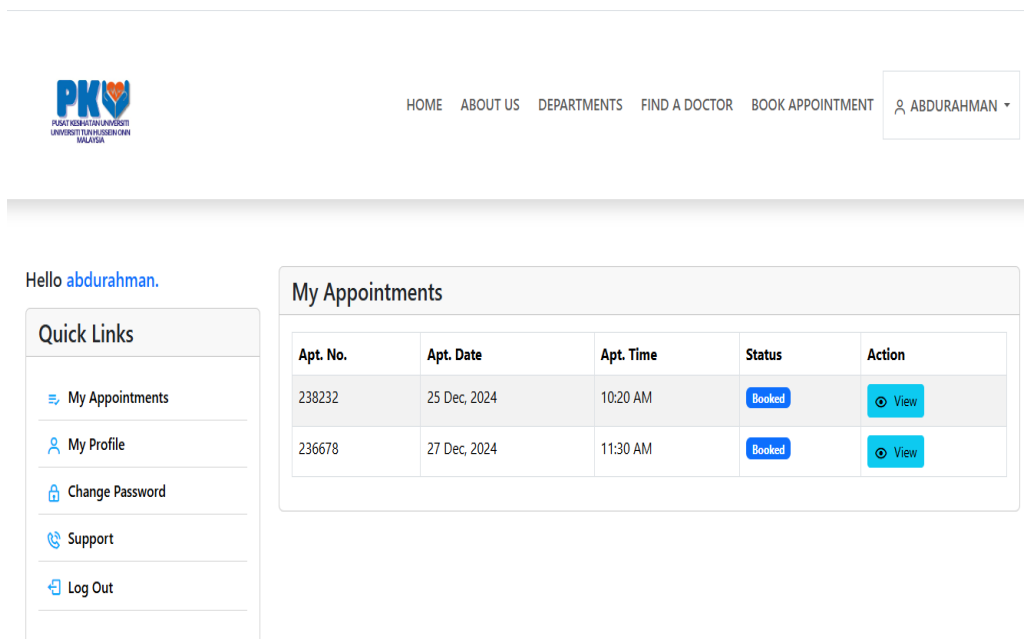 PK
PUSAT KESIHATAN UNIVERSITI
UNIVERSITI TUN HUSSEIN ONN
MALAYSIA
HOME ABOUT US DEPARTMENTS FIND A DOCTOR BOOK APPOINTMENT ABDURAHMAN
Hello abdurahman.
Quick Links
My Appointments
My Profile
Change Password
Support
Log Out
My Appointments
Apt. No. Apt. Date Apt. Time Status Action
238232 25 Dec, 2024 10:20 AM Booked View
236678 27 Dec, 2024 11:30 AM Booked View